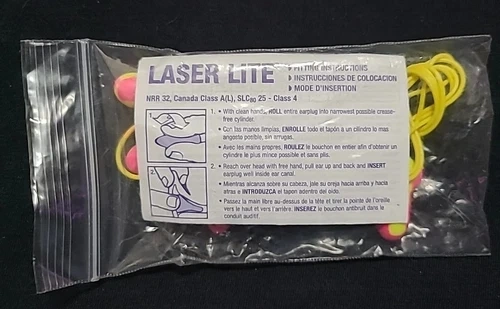 LASER LITE
FITTING INSTRUCTIONS
INSTRUCCIONES DE COLOCACION
MODE D'INSERTION
NRR 32, Canada Class A(L), SLC80 25 - Class 4
1.
1. • With clean hands, ROLL entire earplug into narrowest possible crease-
free cylinder.
• Con las manos limpias, ENROLLE todo el tapón a un cilindro lo mas
angosto posible, sin arrugas.
• Avec les mains propres, ROULEZ le bouchon en entier afin d'obtenir un
cylindre le plus mince possible et sans plis.
2.
2. • Reach over head with free hand, pull ear up and back and INSERT
earplug well inside ear canal.
• Mientras alcanza sobre su cabeza, jale su oreja hacia arriba y hacia
atras e INTRODUZCA el tapon adentro del oido.
• Passez la main libre au-dessus de la tête et tirer la pointe de l'oreille
vers le haut et vers l'arrière. INSEREZ le bouchon antibruit dans le
conduit auditif